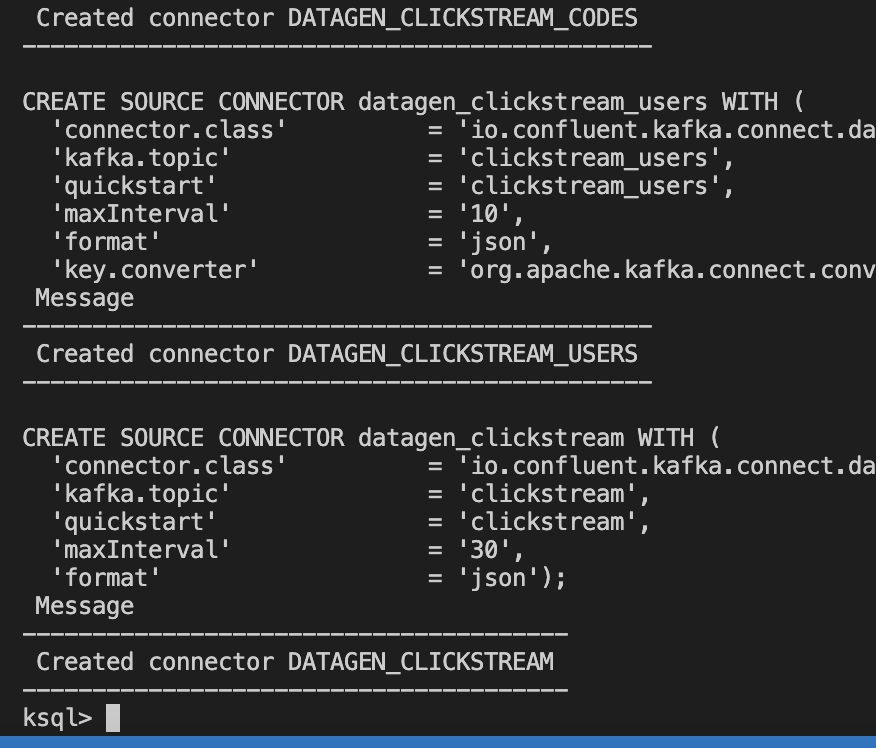 Created connector DATAGEN_CLICKSTREAM_CODES
---------------------------------------------
CREATE SOURCE CONNECTOR datagen_clickstream_users WITH (
'connector.class' = 'io.confluent.kafka.connect.da
'kafka.topic' = 'clickstream_users',
'quickstart' = 'clickstream_users',
'maxInterval' = '10',
'format' = 'json',
'key.converter' = 'org.apache.kafka.connect.conv
Message
---------------------------------------------
Created connector DATAGEN_CLICKSTREAM_USERS
---------------------------------------------
CREATE SOURCE CONNECTOR datagen_clickstream WITH (
'connector.class' = 'io.confluent.kafka.connect.da
'kafka.topic' = 'clickstream',
'quickstart' = 'clickstream',
'maxInterval' = '30',
'format' = 'json');
Message
---------------------------------------
Created connector DATAGEN_CLICKSTREAM
---------------------------------------
ksql>